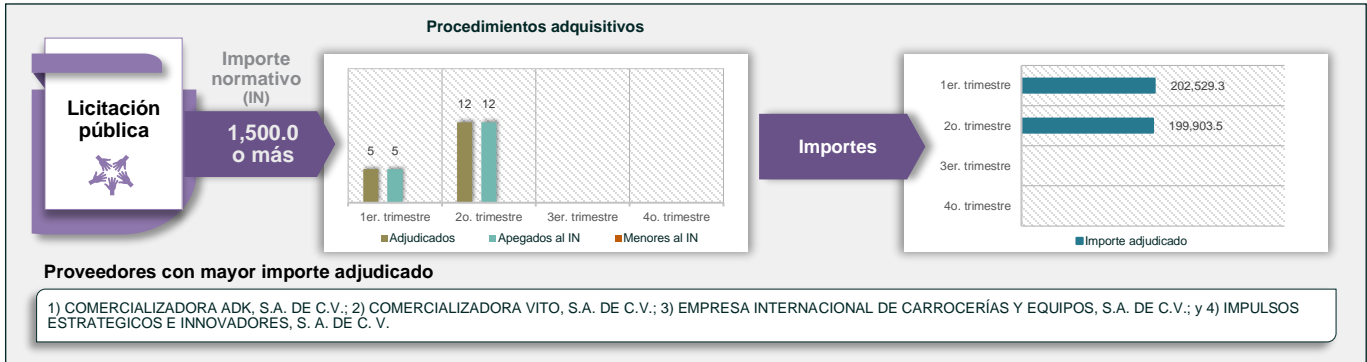 Procedimientos adquisitivos
Licitación
pública
Importe
normativo
(IN)
1,500.0
o más
5
5
12
12
1er. trimestre
2o. trimestre
3er. trimestre
4o. trimestre
Adjudicados
Apegados al IN
Menores al IN
Importes
1er. trimestre
202,529.3
2o. trimestre
199,903.5
3er. trimestre
4o. trimestre
Importe adjudicado
Proveedores con mayor importe adjudicado
1) COMERCIALIZADORA ADK, S.A. DE C.V.; 2) COMERCIALIZADORA VITO, S.A. DE C.V.; 3) EMPRESA INTERNACIONAL DE CARROCERÍAS Y EQUIPOS, S.A. DE C.V.; y 4) IMPULSOS
ESTRATEGICOS E INNOVADORES, S. A. DE C. V.